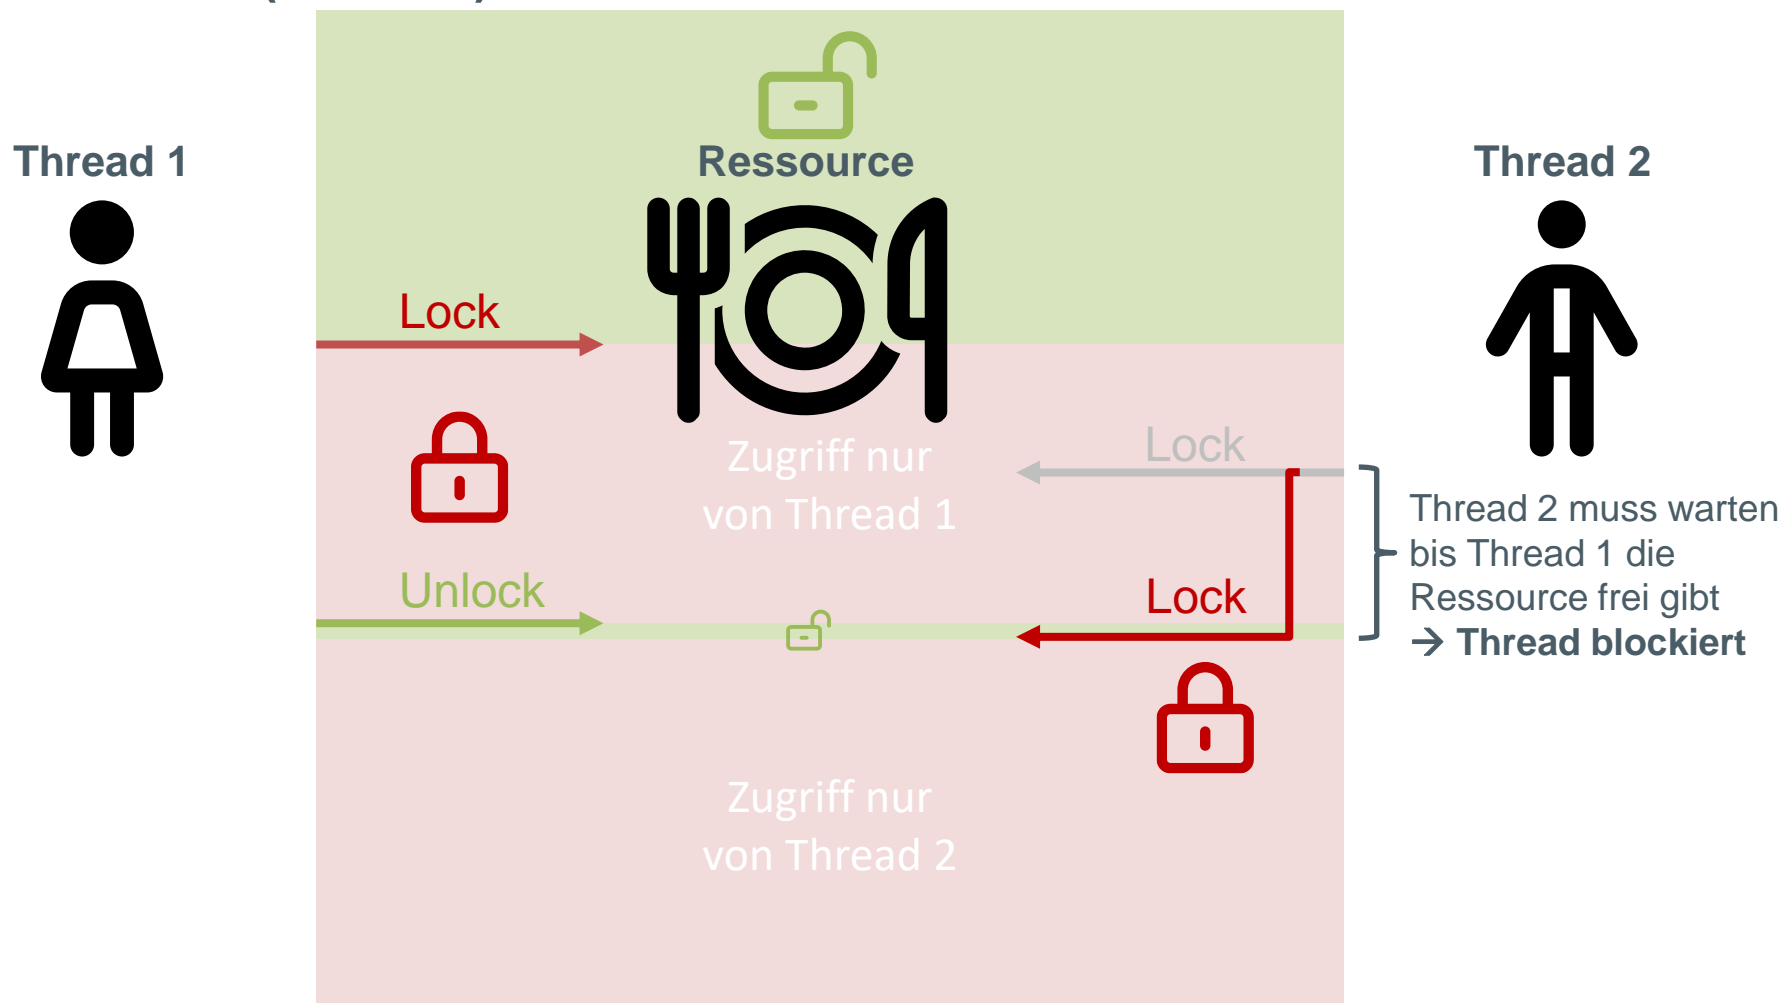 Thread 1
Ressource
Thread 2
Lock
Lock
Zugriff nur
von Thread 1
Thread 2 muss warten
bis Thread 1 die
Ressource frei gibt
→ Thread blockiert
Unlock
Lock
Zugriff nur
von Thread 2